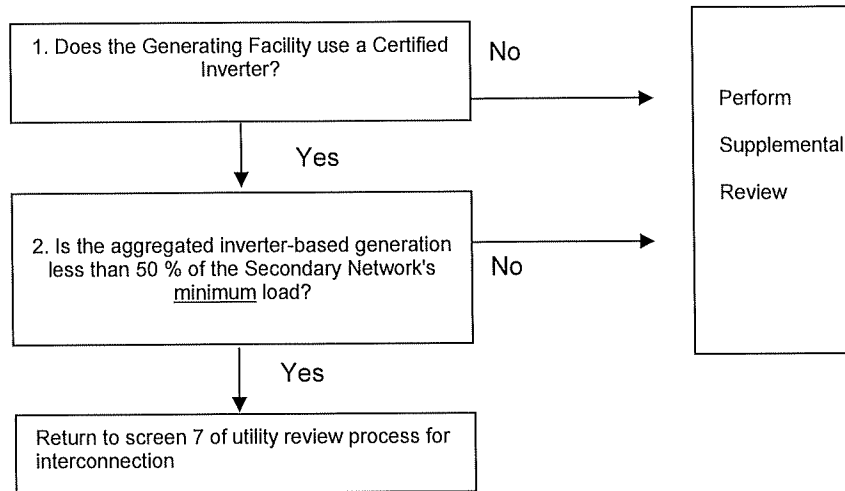 1. Does the Generating Facility use a Certified
Inverter?
No
Perform
Supplemental
Review
Yes
2. Is the aggregated inverter-based generation
less than 50 % of the Secondary Network's
minimum load?
No
Yes
Return to screen 7 of utility review process for
interconnection